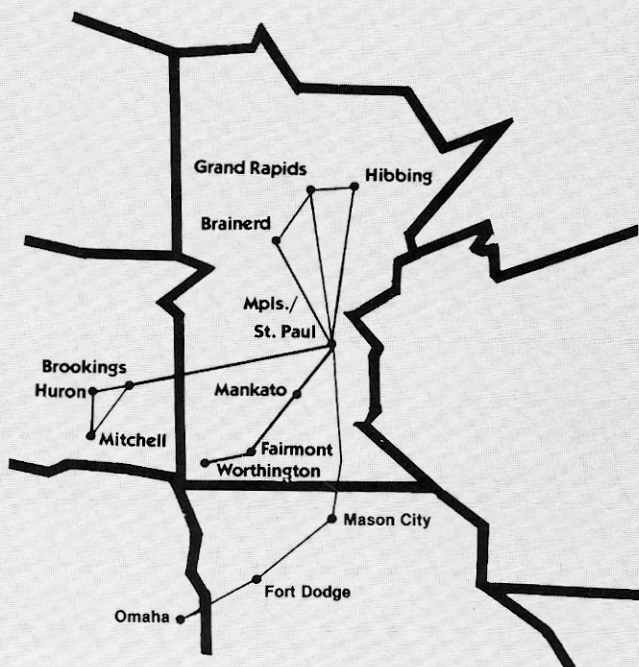 Grand Rapids
Hibbing
Brainerd
Mpls./
St. Paul
Brookings
Huron
Mankato
Mitchell
Fairmont
Worthington
Mason City
Fort Dodge
Omaha